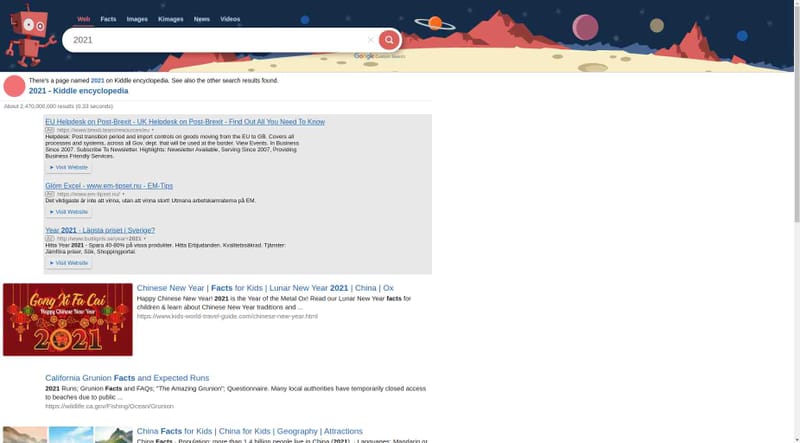 Web Facts Images Kimages News Videos
2021
Google Custom Search
There's a page named 2021 on Kiddle encyclopedia. See also the other search results found.
2021 - Kiddle encyclopedia
About 2,470,000,000 results (0.33 seconds)
EU Helpdesk on Post-Brexit - UK Helpdesk on Post-Brexit - Find Out All You Need To Know
Ad https://www.brexit.team/resources/eu
Helpdesk: Post transition period and import controls on goods moving from the EU to GB. Covers all
processes and systems, across all Gov. dept. that will be used at the border. View Events. In Business
Since 2007. Subscribe To Newsletter. Highlights: Newsletter Available, Serving Since 2007, Providing
Business Friendly Services.
► Visit Website
Glöm Excel - www.em-tipset.nu - EM-Tips
Ad https://www.em-tipset.nu/
Det viktigaste är inte att vinna, utan att vinna stort! Utmana arbetskamraterna på EM.
► Visit Website
Year 2021 - Lägsta priset i Sverige?
Ad http://www.butikpris.se/year+2021
Hitta Year 2021 - Spara 40-80% på vissa produkter. Hitta Erbjudanden. Kvalitetssäkrad. Tjänster:
Jämföra priser, Sök, Shoppingportal.
► Visit Website
Gong Xi Fa Cai
Happy Chinese New Year
2021
Chinese New Year | Facts for Kids | Lunar New Year 2021 | China | Ox
Happy Chinese New Year! 2021 is the Year of the Metal Ox! Read our Lunar New Year facts for
children & learn about Chinese New Year traditions and ...
https://www.kids-world-travel-guide.com/chinese-new-year.html
California Grunion Facts and Expected Runs
2021 Runs; Grunion Facts and FAQs; "The Amazing Grunion"; Questionnaire. Many local authorities have temporarily closed access
to beaches due to public ...
https://wildlife.ca.gov/Fishing/Ocean/Grunion
China Facts for Kids | China for Kids | Geography | Attractions
China Facts · Population: more than 1.4 billion people live in China (2021). · Languages: Mandarin or